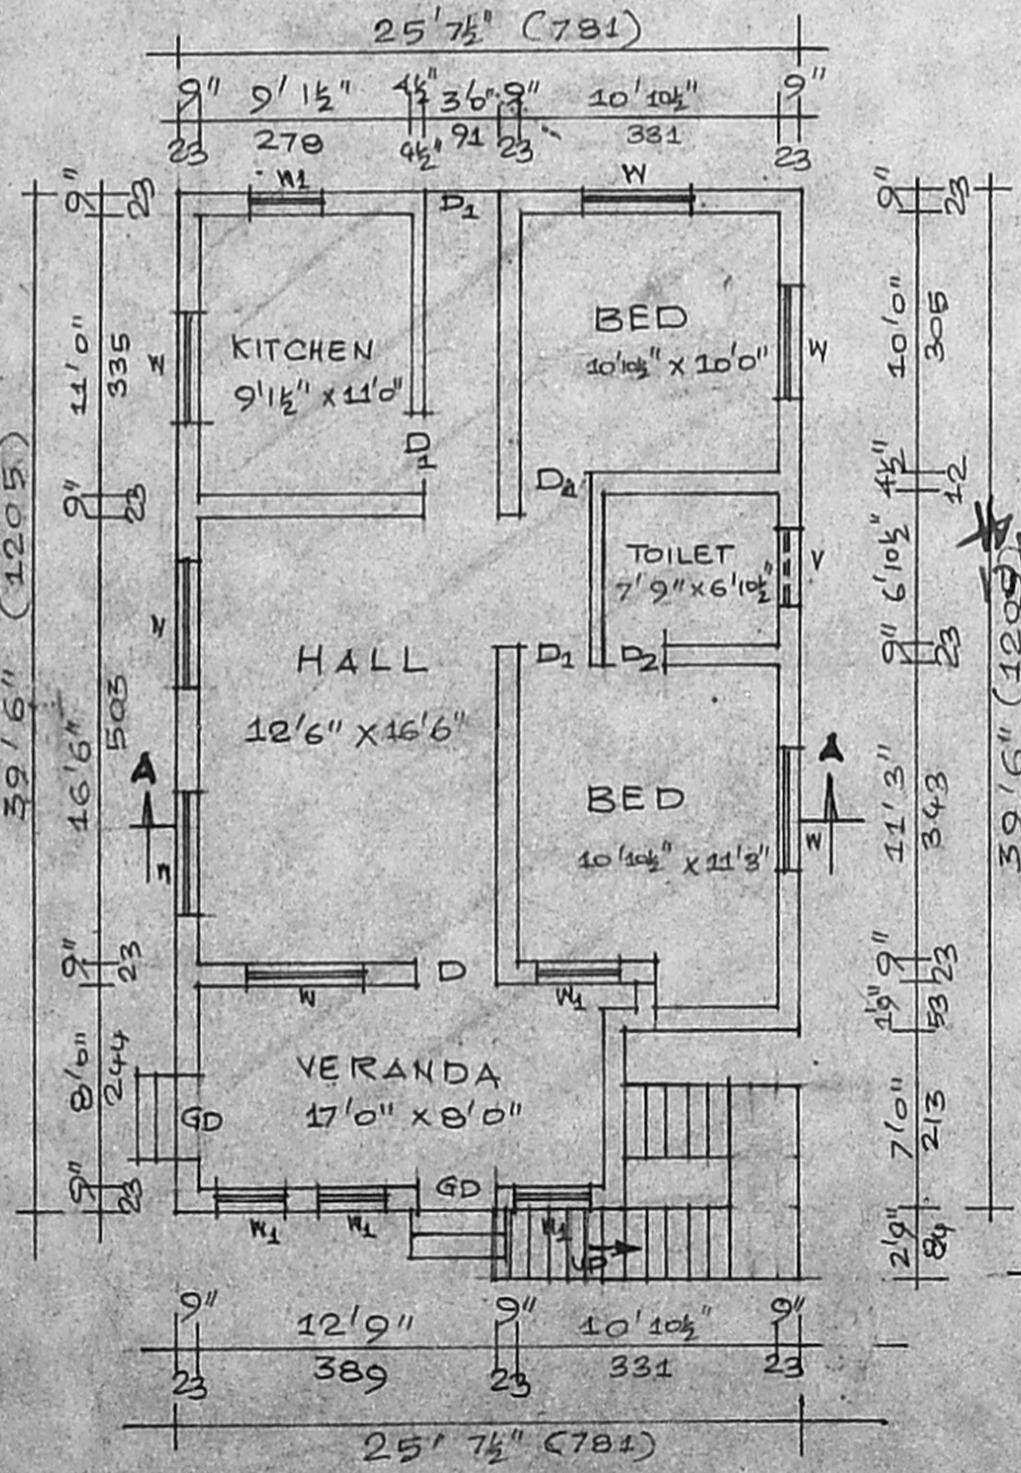 25'7½" (781)
9" 9' 1½" 4½" 3'0" 9" 10' 10½" 9"
23 278 4½" 91 23 331 23
W1 W
D1
9" 23
9" 23
11'0" 335
10'0" 305
W
KITCHEN
9'1½" x 11'0"
BED
10'10½" x 10'0"
W
D1
9" 23
4½" 12
TOILET
7'9" x 6'10½"
V
6'10½"
39'6" (1205)
39'6"
HALL
12'6" x 16'6"
D1 D2
9" 23
16'6" 503
A
A
BED
10'10½" x 11'3"
W
11'3" 343
9" 23
D
9" 23
W W1
1'9" 53
VERANDA
17'0" x 8'0"
8'0" 244
GD
7'0" 213
9" 23
GD
W1 W1 W1
UP
2'9" 84
9" 12'9" 9" 10' 10½" 9"
23 389 23 331 23
25' 7½" (781)